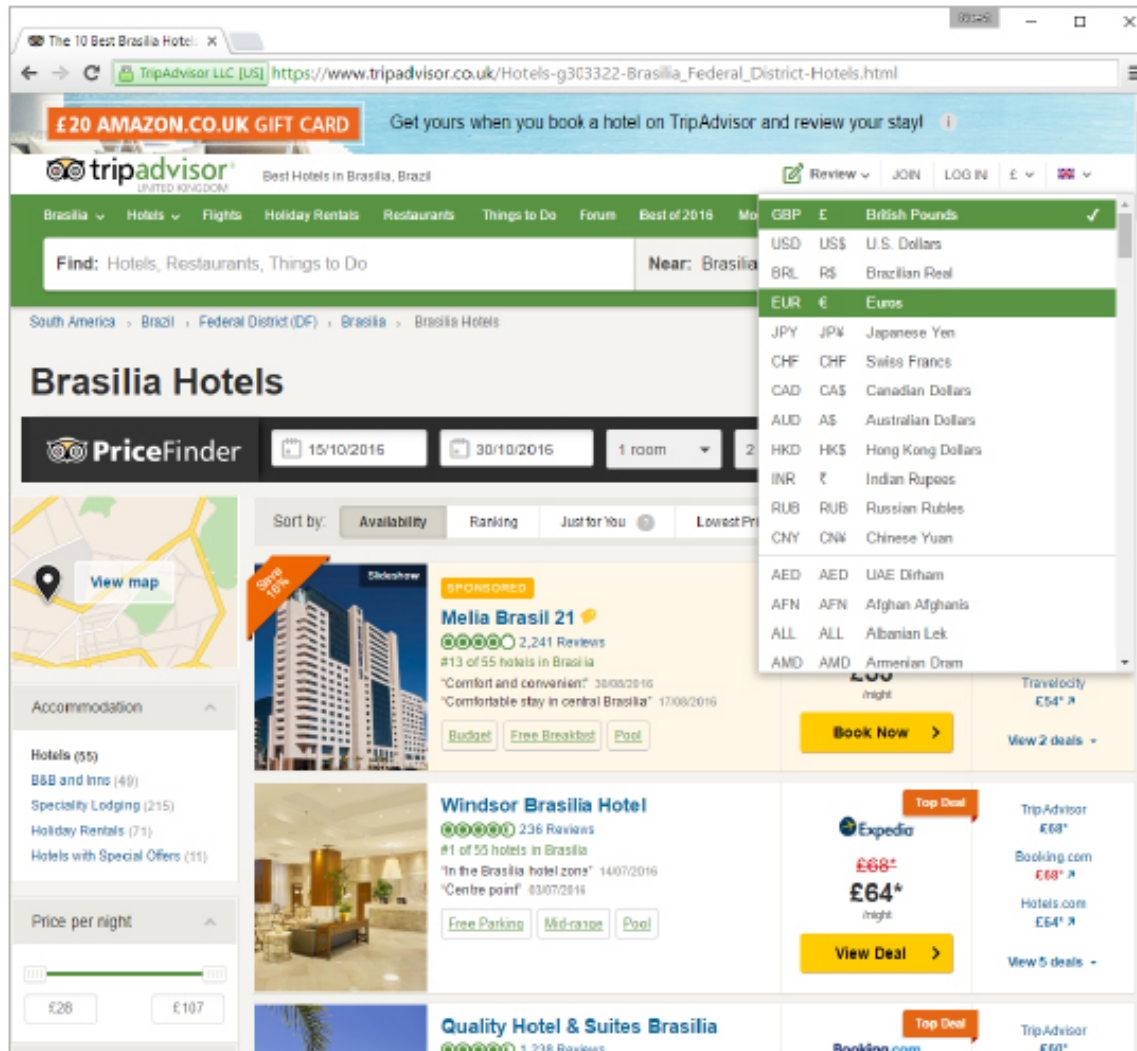 The 10 Best Brasilia Hotel
TripAdvisor LLC [US] https://www.tripadvisor.co.uk/Hotels-g303322-Brasilia_Federal_District-Hotels.html
£20 AMAZON.CO.UK GIFT CARD Get yours when you book a hotel on TripAdvisor and review your stay!
tripadvisor UNITED KINGDOM Best Hotels in Brasilia, Brazil Review JOIN LOG IN £
Brasilia Hotels Flights Holiday Rentals Restaurants Things to Do Forum Best of 2016 Mo
Find: Hotels, Restaurants, Things to Do Near: Brasilia
GBP £ British Pounds
USD US$ U.S. Dollars
BRL R$ Brazilian Real
EUR € Euros
JPY JP¥ Japanese Yen
CHF CHF Swiss Francs
CAD CA$ Canadian Dollars
AUD A$ Australian Dollars
HKD HK$ Hong Kong Dollars
INR ₹ Indian Rupees
RUB RUB Russian Rubles
CNY CN¥ Chinese Yuan
AED AED UAE Dirham
AFN AFN Afghan Afghanis
ALL ALL Albanian Lek
AMD AMD Armenian Dram
South America › Brazil › Federal District (DF) › Brasilia › Brasilia Hotels
Brasilia Hotels
PriceFinder 15/10/2016 30/10/2016 1 room 2
View map
Accommodation
Hotels (55)
B&B and Inns (49)
Speciality Lodging (215)
Holiday Rentals (71)
Hotels with Special Offers (11)
Price per night
£28 £107
Sort by: Availability Ranking Just for You Lowest Pri
Save 16%
Slideshow
SPONSORED
Melia Brasil 21
2,241 Reviews
#13 of 55 hotels in Brasilia
"Comfort and convenient" 30/08/2016
"Comfortable stay in central Brasilia" 17/08/2016
Budget Free Breakfast Pool
/night
Book Now
Travelocity
£54*
View 2 deals
Windsor Brasilia Hotel
236 Reviews
#1 of 55 hotels in Brasilia
"In the Brasilia hotel zone" 14/07/2016
"Centre point" 03/07/2016
Free Parking Mid-range Pool
Top Deal
Expedia
£68*
£64*
/night
View Deal
TripAdvisor
£68*
Booking.com
£68*
Hotels.com
£64*
View 5 deals
Quality Hotel & Suites Brasilia
1,238 Reviews
Top Deal
Booking.com
TripAdvisor